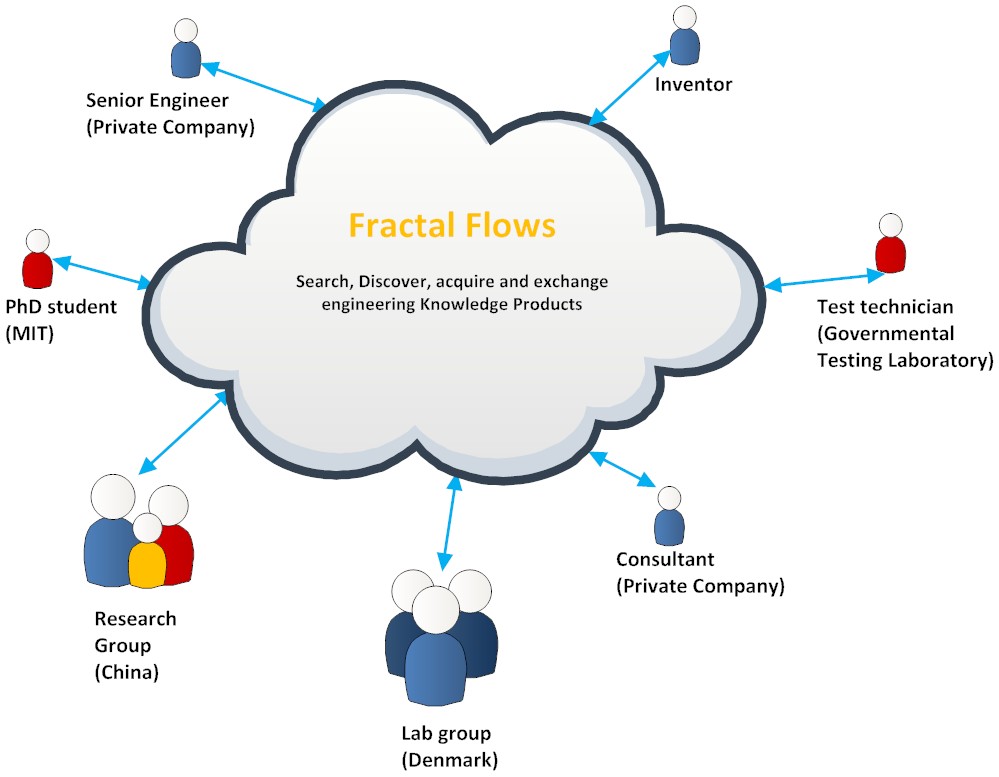 Inventor
Senior Engineer
(Private Company)
Fractal Flows
Search, Discover, acquire and exchange
engineering Knowledge Products
PhD student
(MIT)
Test technician
(Governmental
Testing Laboratory)
Consultant
(Private Company)
Research
Group
(China)
Lab group
(Denmark)